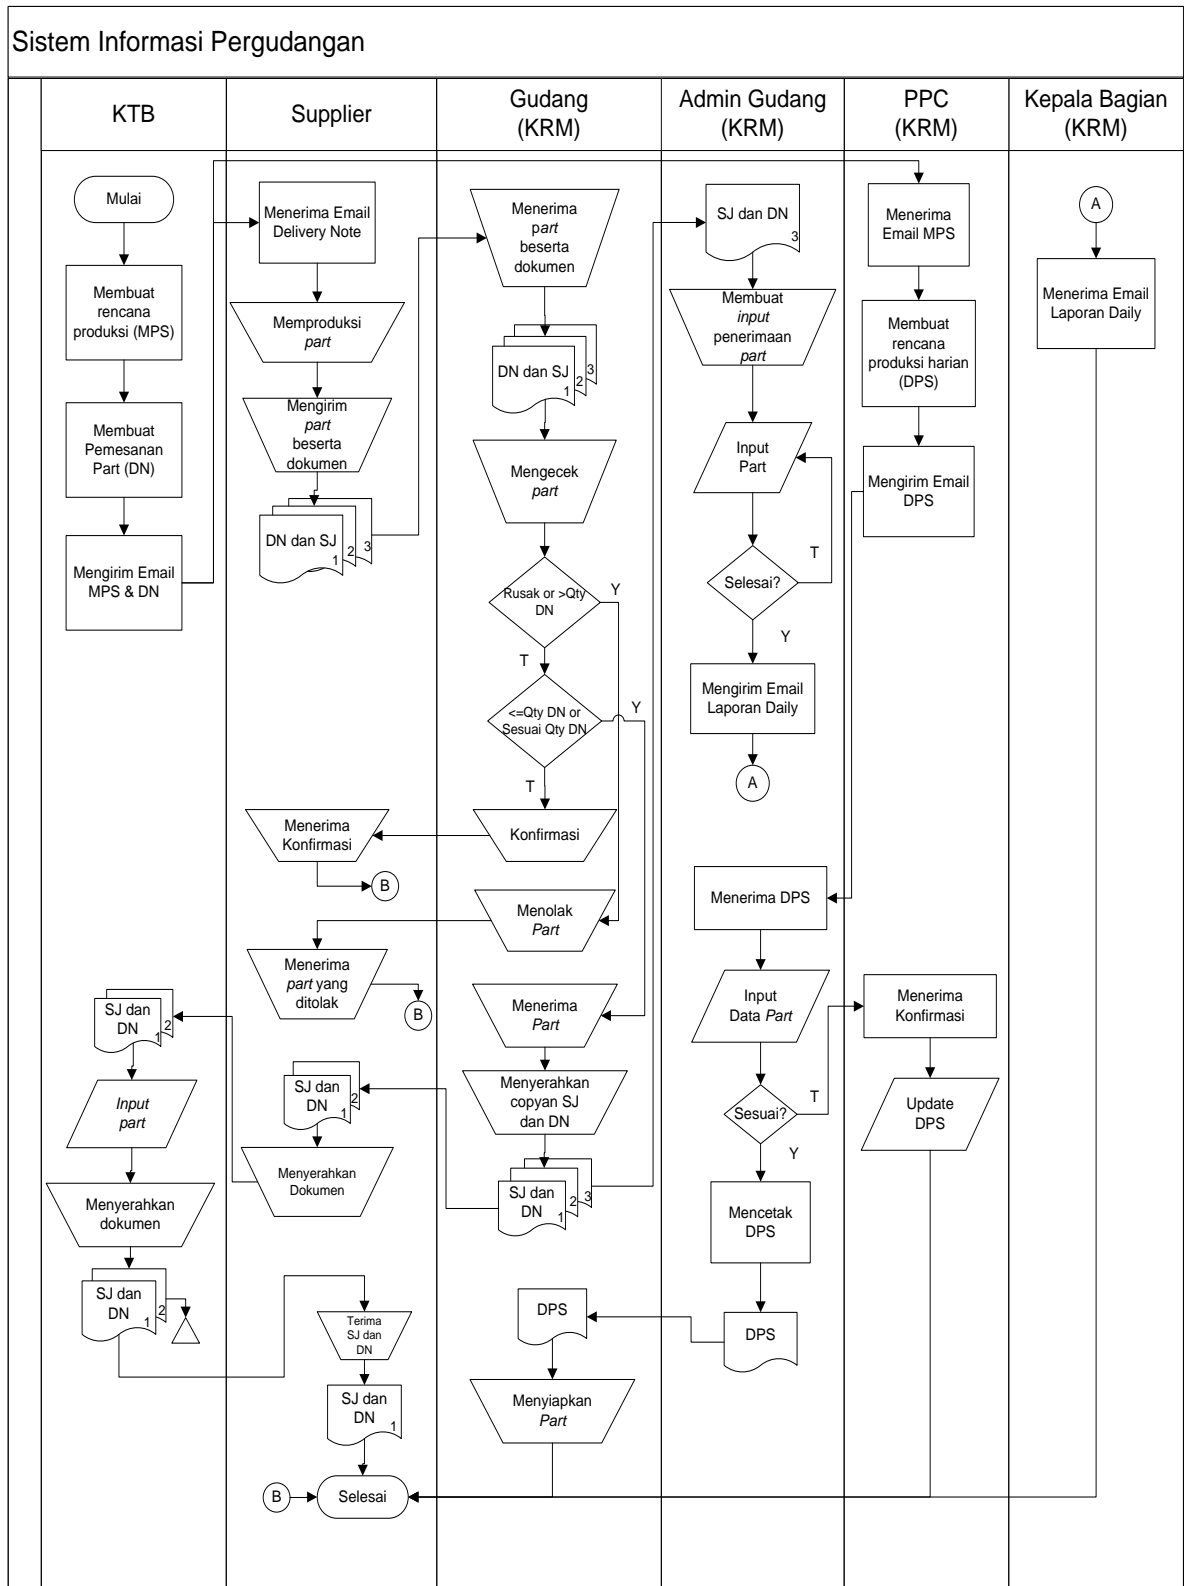 Sistem Informasi Pergudangan
KTB
Supplier
Gudang
(KRM)
Admin Gudang
(KRM)
PPC
(KRM)
Kepala Bagian
(KRM)
Mulai
Membuat
rencana
produksi (MPS)
Membuat
Pemesanan
Part (DN)
Mengirim Email
MPS & DN
SJ dan
DN
1
2
Input
part
Menyerahkan
dokumen
SJ dan
DN
1
2
Menerima Email
Delivery Note
Memproduksi
part
Mengirim
part
beserta
dokumen
DN dan SJ
1
2
3
Menerima
Konfirmasi
B
Menerima
part yang
ditolak
B
SJ dan
DN
1
2
Menyerahkan
Dokumen
Terima
SJ dan
DN
SJ dan
DN
1
B
Selesai
Menerima
part
beserta
dokumen
DN dan SJ
1
2
3
Mengecek
part
Rusak or >Qty
DN
Y
T
<=Qty DN or
Sesuai Qty DN
Y
T
Konfirmasi
Menolak
Part
Menerima
Part
Menyerahkan
copyan SJ
dan DN
SJ dan
DN
1
2
3
DPS
Menyiapkan
Part
SJ dan DN
3
Membuat
input
penerimaan
part
Input
Part
Selesai?
T
Y
Mengirim Email
Laporan Daily
A
Menerima DPS
Input
Data Part
Sesuai?
T
Y
Mencetak
DPS
DPS
Menerima
Email MPS
Membuat
rencana
produksi harian
(DPS)
Mengirim Email
DPS
Menerima
Konfirmasi
Update
DPS
A
Menerima Email
Laporan Daily